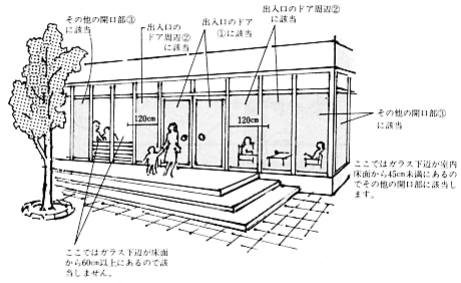 その他の開口部③
に該当
出入口の
ドア周辺②
に該当
出入口のドア
①に該当
出入口の
ドア周辺②
に該当
120cm
120cm
その他の開口部③
に該当
ここではガラス下辺が室内
床面から45cm未満にあるの
でその他の開口部に該当し
ます。
ここではガラス下辺が床面
から60cm以上にあるので該
当しません。